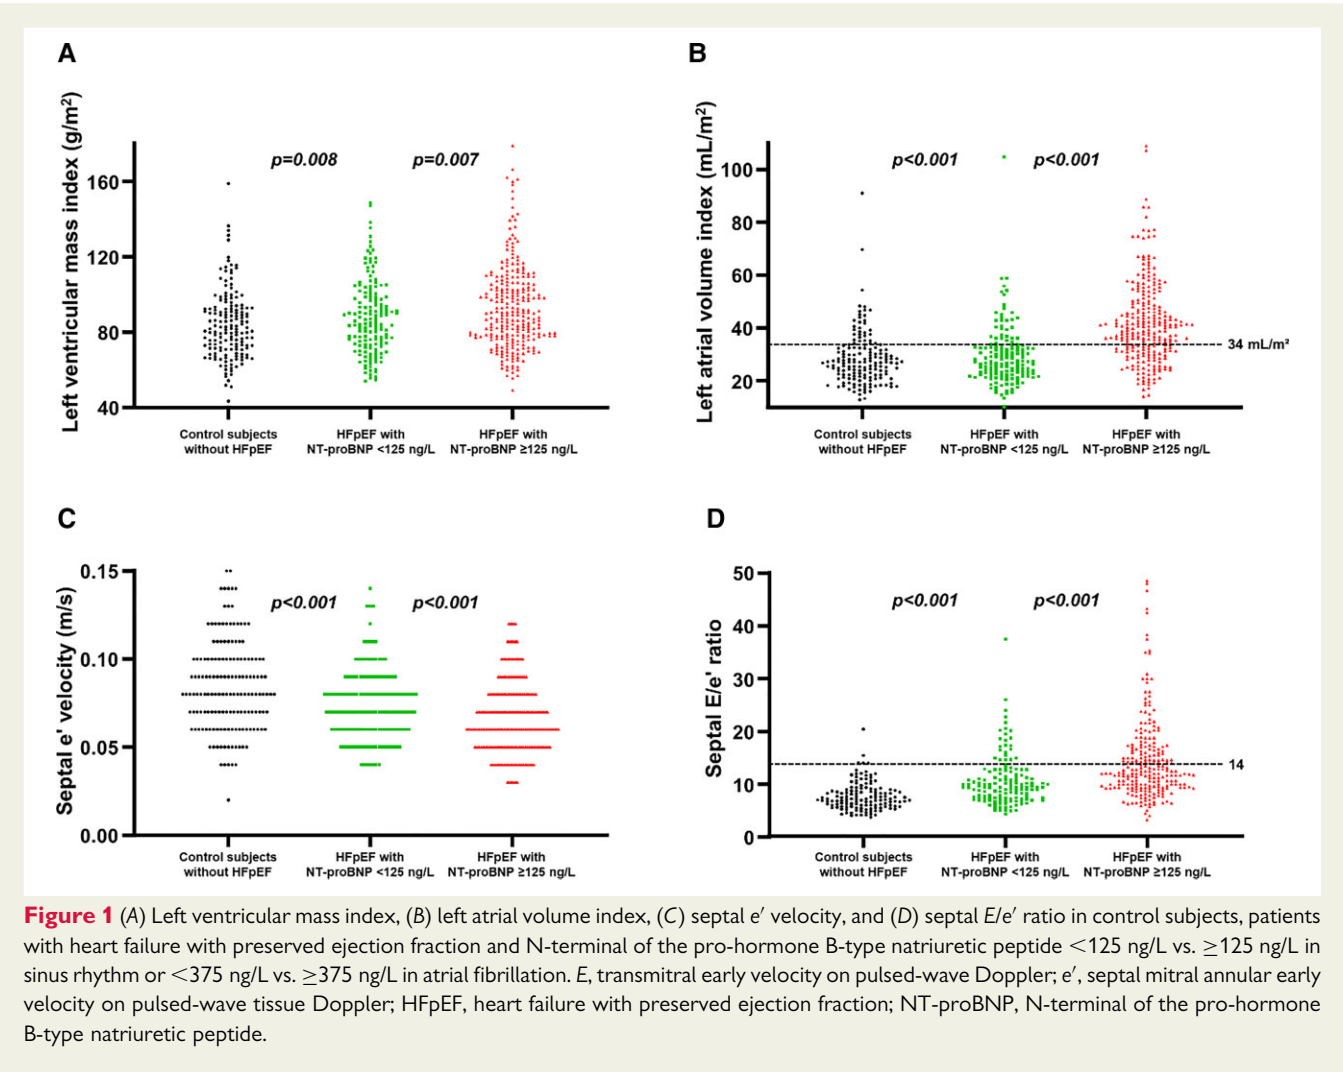 A
Left ventricular mass index (g/m²)
160
120
80
40
p=0.008
p=0.007
Control subjects
without HFpEF
HFpEF with
NT-proBNP <125 ng/L
HFpEF with
NT-proBNP ≥125 ng/L
B
Left atrial volume index (mL/m²)
100
80
60
40
20
p<0.001
p<0.001
34 mL/m²
Control subjects
without HFpEF
HFpEF with
NT-proBNP <125 ng/L
HFpEF with
NT-proBNP ≥125 ng/L
C
Septal e' velocity (m/s)
0.15
0.10
0.05
0.00
p<0.001
p<0.001
Control subjects
without HFpEF
HFpEF with
NT-proBNP <125 ng/L
HFpEF with
NT-proBNP ≥125 ng/L
D
Septal E/e' ratio
50
40
30
20
10
0
p<0.001
p<0.001
14
Control subjects
without HFpEF
HFpEF with
NT-proBNP <125 ng/L
HFpEF with
NT-proBNP ≥125 ng/L
Figure 1 (A) Left ventricular mass index, (B) left atrial volume index, (C) septal e′ velocity, and (D) septal E/e′ ratio in control subjects, patients
with heart failure with preserved ejection fraction and N-terminal of the pro-hormone B-type natriuretic peptide <125 ng/L vs. ≥125 ng/L in
sinus rhythm or <375 ng/L vs. ≥375 ng/L in atrial fibrillation. E, transmitral early velocity on pulsed-wave Doppler; e′, septal mitral annular early
velocity on pulsed-wave tissue Doppler; HFpEF, heart failure with preserved ejection fraction; NT-proBNP, N-terminal of the pro-hormone
B-type natriuretic peptide.